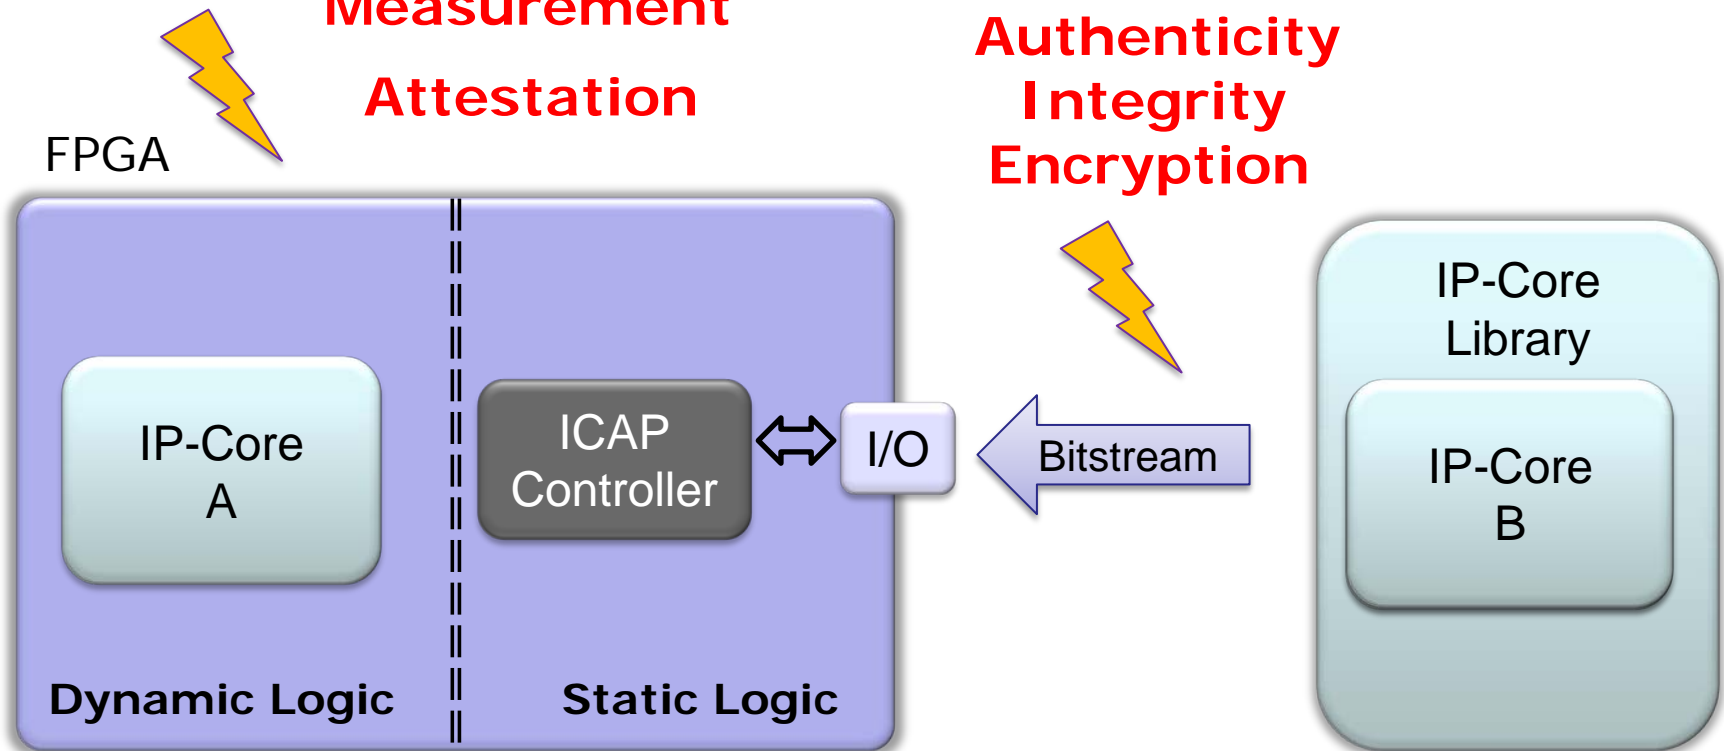 Measurement
Attestation
Authenticity
Integrity
Encryption
FPGA
IP-Core
A
Dynamic Logic
ICAP
Controller
I/O
Static Logic
Bitstream
IP-Core
Library
IP-Core
B